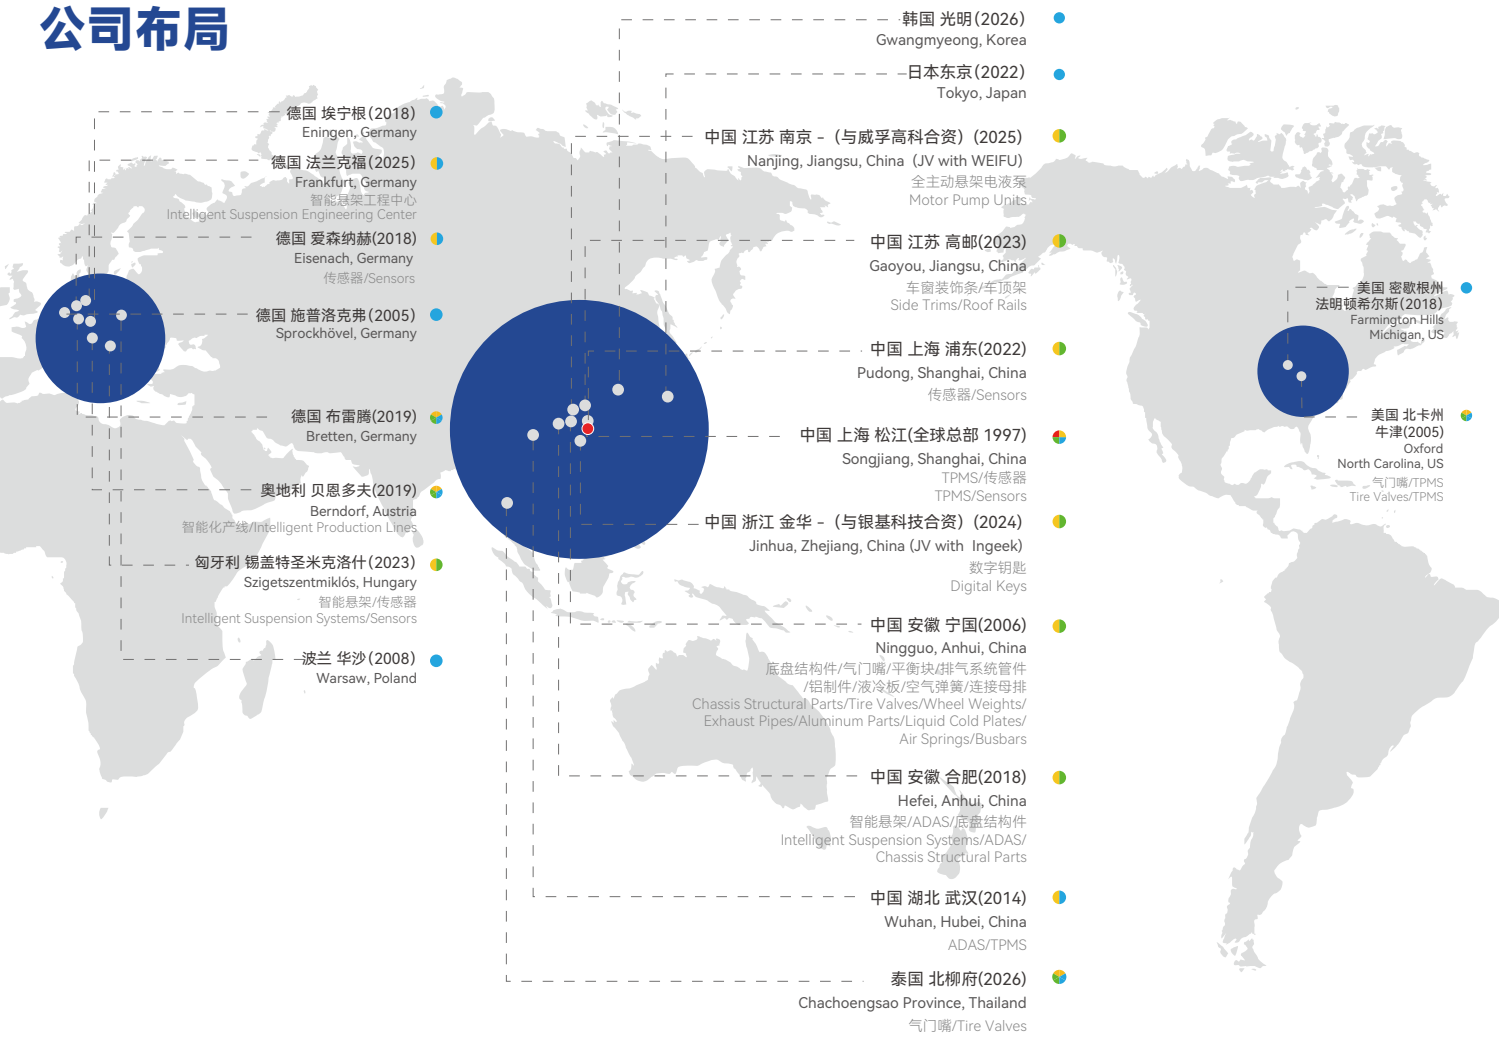 公司布局
德国 埃宁根(2018)
Eningen, Germany
德国 法兰克福(2025)
Frankfurt, Germany
智能悬架工程中心
Intelligent Suspension Engineering Center
德国 爱森纳赫(2018)
Eisenach, Germany
传感器/Sensors
德国 施普洛克弗(2005)
Sprockhövel, Germany
德国 布雷腾(2019)
Bretten, Germany
奥地利 贝恩多夫(2019)
Berndorf, Austria
智能化产线/Intelligent Production Lines
匈牙利 锡盖特圣米克洛什(2023)
Szigetszentmiklós, Hungary
智能悬架/传感器
Intelligent Suspension Systems/Sensors
波兰 华沙(2008)
Warsaw, Poland
韩国 光明(2026)
Gwangmyeong, Korea
日本东京(2022)
Tokyo, Japan
中国 江苏 南京 -（与威孚高科合资）(2025)
Nanjing, Jiangsu, China (JV with WEIFU)
全主动悬架电液泵
Motor Pump Units
中国 江苏 高邮(2023)
Gaoyou, Jiangsu, China
车窗装饰条/车顶架
Side Trims/Roof Rails
中国 上海 浦东(2022)
Pudong, Shanghai, China
传感器/Sensors
中国 上海 松江(全球总部 1997)
Songjiang, Shanghai, China
TPMS/传感器
TPMS/Sensors
中国 浙江 金华 -（与银基科技合资）(2024)
Jinhua, Zhejiang, China (JV with Ingeek)
数字钥匙
Digital Keys
中国 安徽 宁国(2006)
Ningguo, Anhui, China
底盘结构件/气门嘴/平衡块/排气系统管件
/铝制件/液冷板/空气弹簧/连接母排
Chassis Structural Parts/Tire Valves/Wheel Weights/
Exhaust Pipes/Aluminum Parts/Liquid Cold Plates/
Air Springs/Busbars
中国 安徽 合肥(2018)
Hefei, Anhui, China
智能悬架/ADAS/底盘结构件
Intelligent Suspension Systems/ADAS/
Chassis Structural Parts
中国 湖北 武汉(2014)
Wuhan, Hubei, China
ADAS/TPMS
泰国 北柳府(2026)
Chachoengsao Province, Thailand
气门嘴/Tire Valves
美国 密歇根州
法明顿希尔斯(2018)
Farmington Hills
Michigan, US
美国 北卡州
牛津(2005)
Oxford
North Carolina, US
气门嘴/TPMS
Tire Valves/TPMS